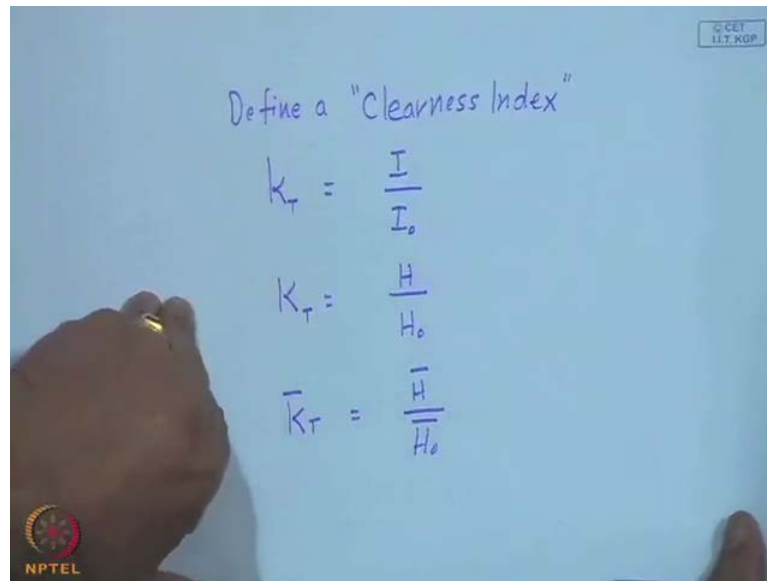 © CET
I.I.T. KGP
Define a "Clearness Index"
k_T = I / I_o
K_T = H / H_o
K̅_T = H̅ / H̅_o
NPTEL